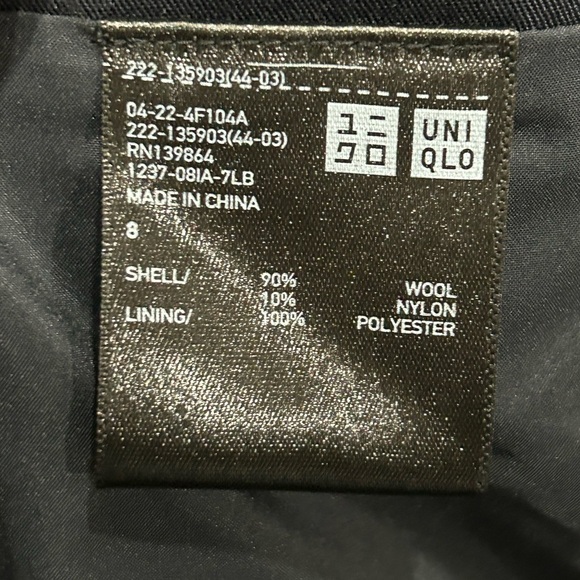 222-135903(44-03)
04-22-4F104A
222-135903(44-03)
RN139864
1237-08IA-7LB
MADE IN CHINA
8
ユニ
クロ
UNI
QLO
SHELL/ 90% WOOL
10% NYLON
LINING/ 100% POLYESTER